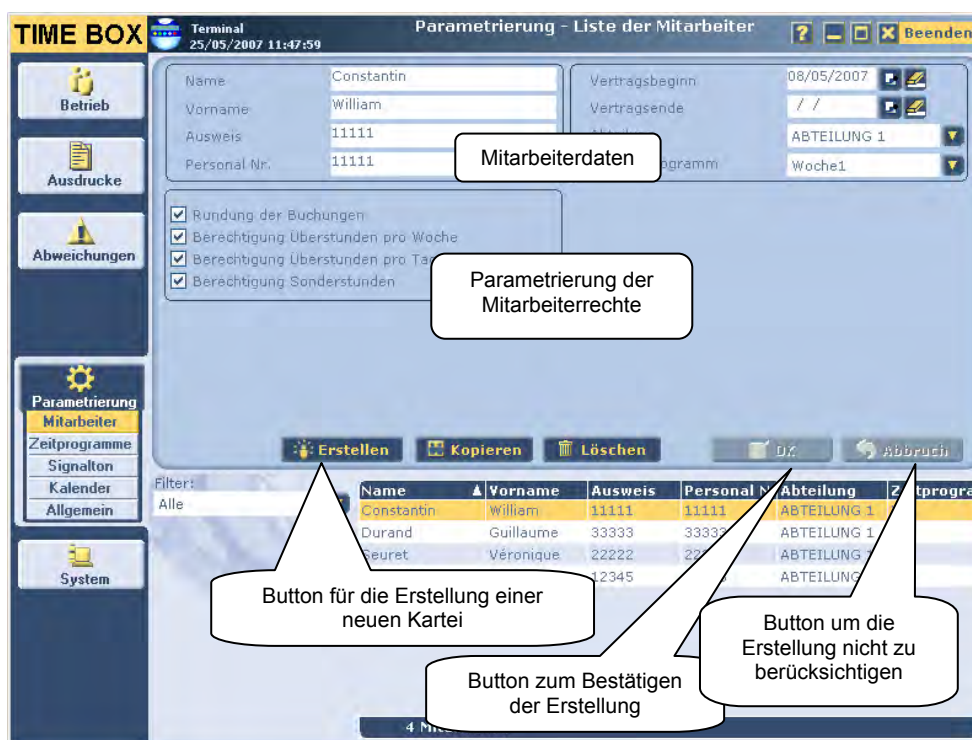 TIME BOX
Terminal
25/05/2007 11:47:59
Parametrierung - Liste der Mitarbeiter
? Beenden
Betrieb
Ausdrucke
Abweichungen
Parametrierung
Mitarbeiter
Zeitprogramme
Signalton
Kalender
Allgemein
System
Name Constantin
Vorname William
Ausweis 11111
Personal Nr. 11111
Vertragsbeginn 08/05/2007
Vertragsende / /
ABTEILUNG 1
Woche1
Mitarbeiterdaten
Rundung der Buchungen
Berechtigung Überstunden pro Woche
Berechtigung Überstunden pro
Berechtigung Sonderstunden
Parametrierung der
Mitarbeiterrechte
Erstellen Kopieren Löschen OK Abbruch
Filter:
Alle
Name Vorname Ausweis Personal Abteilung
Constantin William 11111 11111 ABTEILUNG 1
Durand Guillaume 33333 33333 ABTEILUNG 1
Véronique 22222 ABTEILUNG
12345 ABTEILUNG
Button für die Erstellung einer
neuen Kartei
Button zum Bestätigen
der Erstellung
Button um die
Erstellung nicht zu
berücksichtigen
4